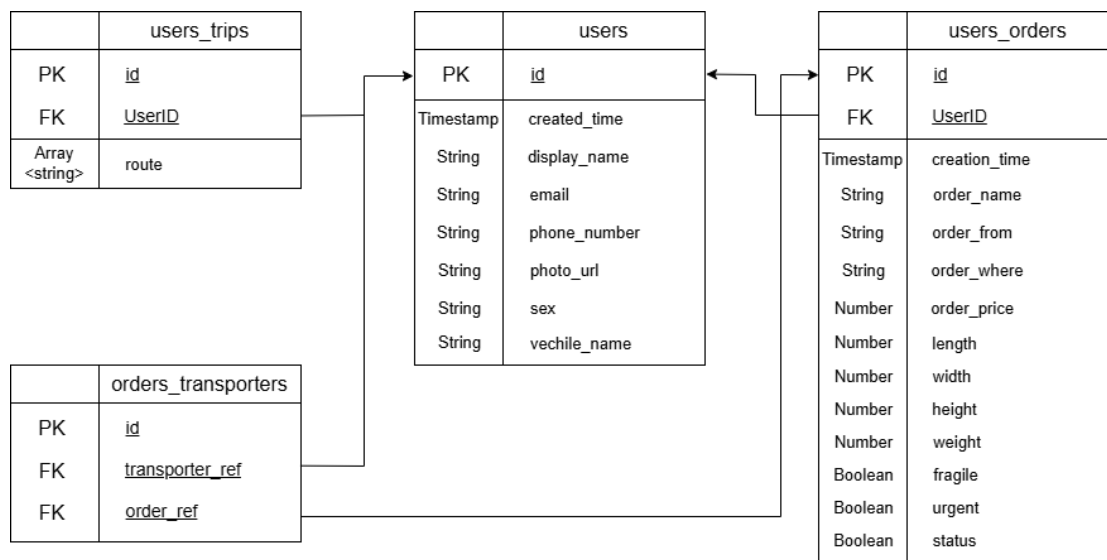 users_trips
PK id
FK UserID
Array
<string> route
users
PK id
Timestamp created_time
String display_name
String email
String phone_number
String photo_url
String sex
String vechile_name
users_orders
PK id
FK UserID
Timestamp creation_time
String order_name
String order_from
String order_where
Number order_price
Number length
Number width
Number height
Number weight
Boolean fragile
Boolean urgent
Boolean status
orders_transporters
PK id
FK transporter_ref
FK order_ref